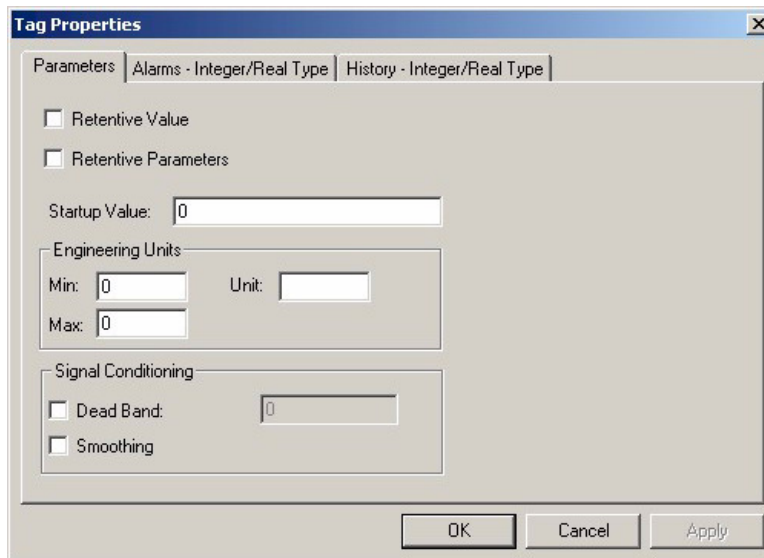 Tag Properties
Parameters Alarms - Integer/Real Type History - Integer/Real Type
Retentive Value
Retentive Parameters
Startup Value: 0
Engineering Units
Min: 0 Unit:
Max: 0
Signal Conditioning
Dead Band: 0
Smoothing
OK Cancel Apply